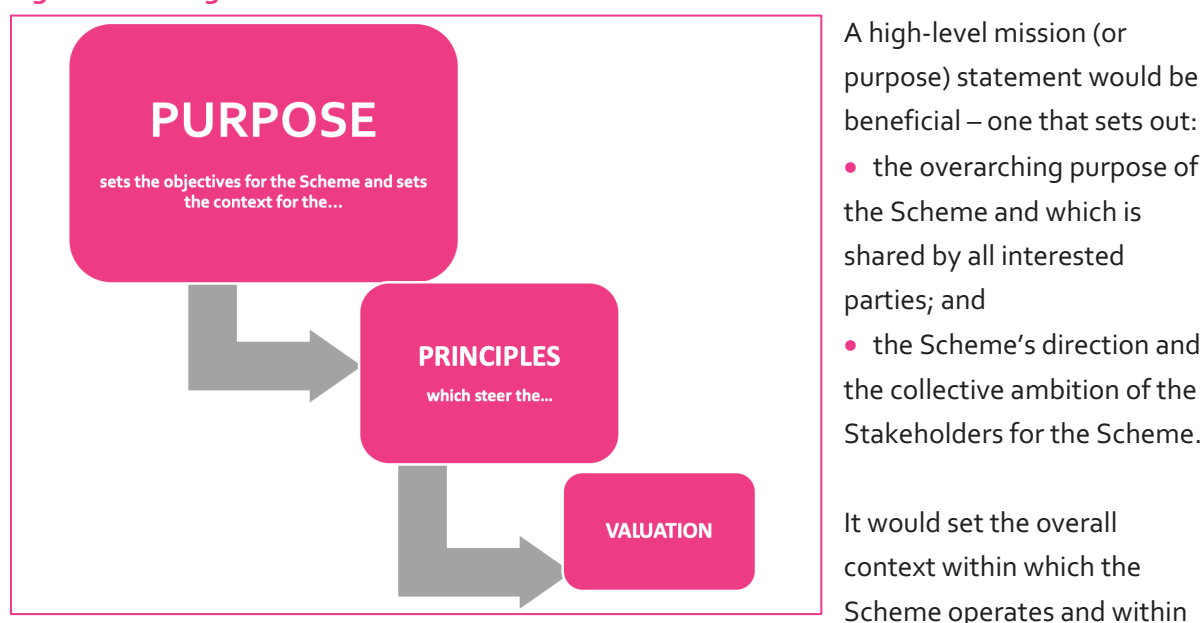 PURPOSE
sets the objectives for the Scheme and sets
the context for the...
PRINCIPLES
which steer the...
VALUATION
A high-level mission (or
purpose) statement would be
beneficial – one that sets out:
• the overarching purpose of
the Scheme and which is
shared by all interested
parties; and
• the Scheme’s direction and
the collective ambition of the
Stakeholders for the Scheme.
It would set the overall
context within which the
Scheme operates and within